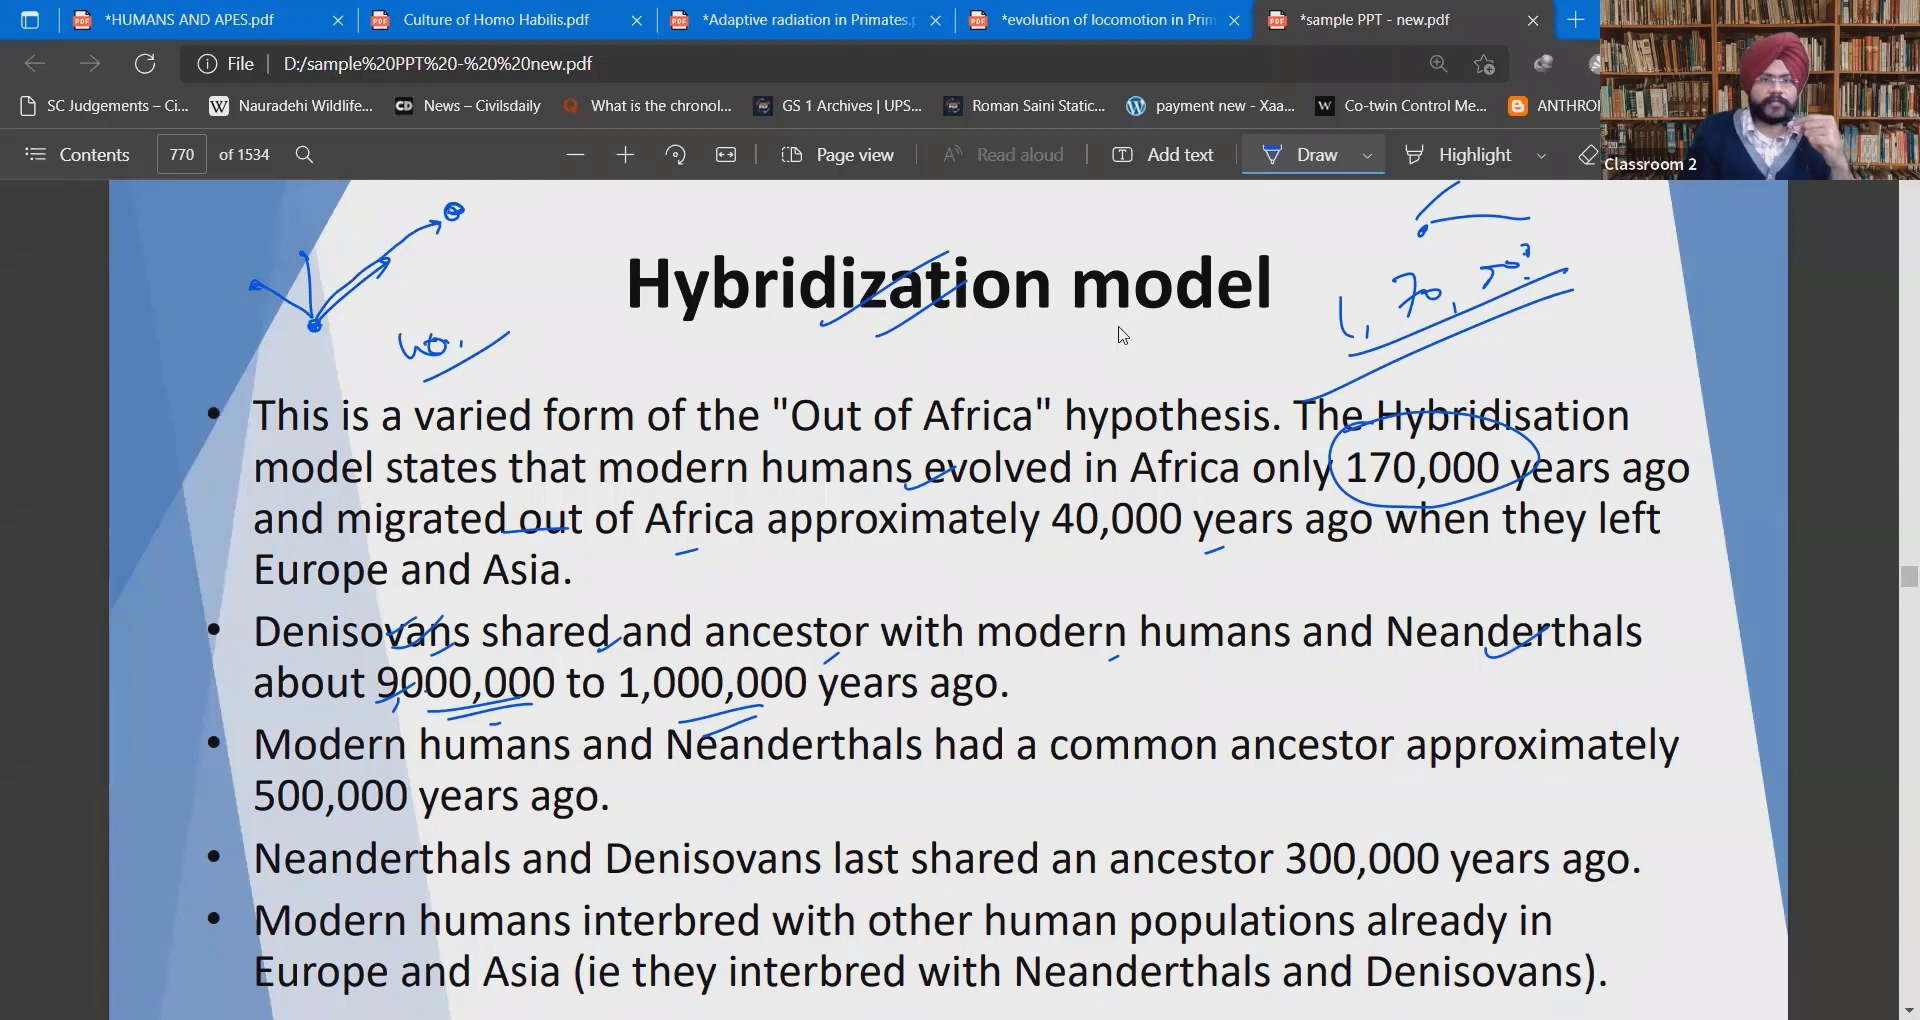 *HUMANS AND APES.pdf
Culture of Homo Habilis.pdf
*Adaptive radiation in Primates.p
*evolution of locomotion in Prim
*sample PPT - new.pdf
File D:/sample%20PPT%20-%20%20new.pdf
SC Judgements – Ci...
Nauradehi Wildlife...
News – Civilsdaily
What is the chronol...
GS 1 Archives | UPS...
Roman Saini Static...
payment new - Xaa...
Co-twin Control Me...
ANTHRO
Contents 770 of 1534 Page view Read aloud Add text Draw Highlight
Classroom 2
Hybridization model
1, 70,
• This is a varied form of the "Out of Africa" hypothesis. The Hybridisation
model states that modern humans evolved in Africa only 170,000 years ago
and migrated out of Africa approximately 40,000 years ago when they left
Europe and Asia.
• Denisovans shared and ancestor with modern humans and Neanderthals
about 9000,000 to 1,000,000 years ago.
• Modern humans and Neanderthals had a common ancestor approximately
500,000 years ago.
• Neanderthals and Denisovans last shared an ancestor 300,000 years ago.
• Modern humans interbred with other human populations already in
Europe and Asia (ie they interbred with Neanderthals and Denisovans).